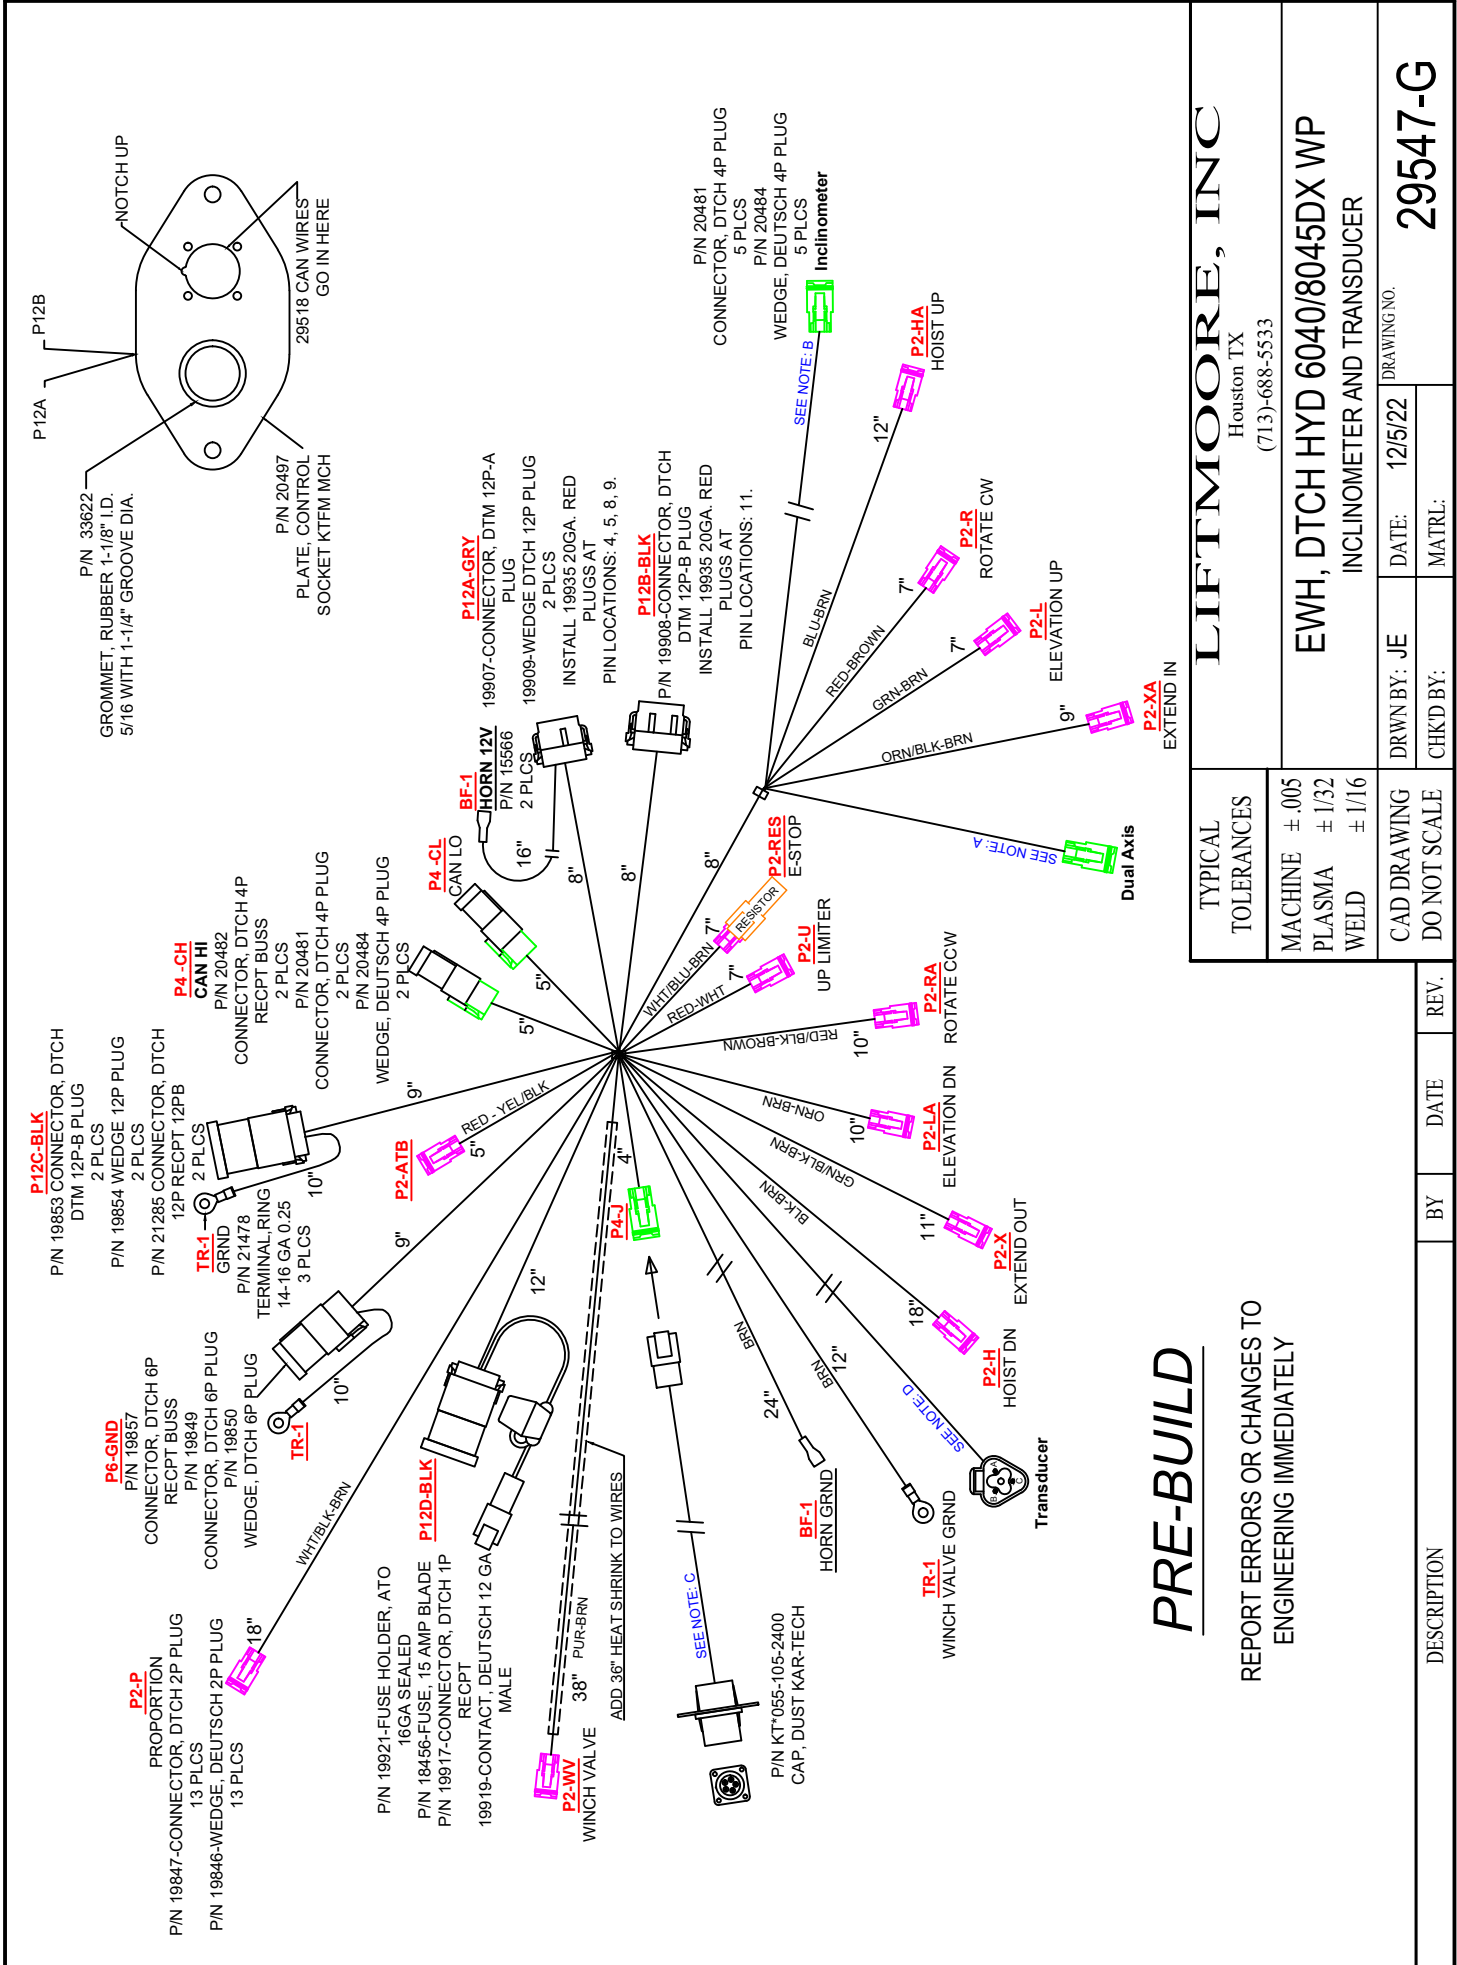 P2-P
PROPORTION
P/N 19847-CONNECTOR, DTCH 2P PLUG
13 PLCS
P/N 19846-WEDGE, DEUTSCH 2P PLUG
13 PLCS
18"
WHT/BLK-BRN
P6-GND
P/N 19857
CONNECTOR, DTCH 6P
RECPT BUSS
P/N 19849
CONNECTOR, DTCH 6P PLUG
P/N 19850
WEDGE, DTCH 6P PLUG
TR-1
10"
9"
P12C-BLK
P/N 19853 CONNECTOR, DTCH
DTM 12P-B PLUG
2 PLCS
P/N 19854 WEDGE 12P PLUG
2 PLCS
P/N 21285 CONNECTOR, DTCH
12P RECPT 12PB
2 PLCS
TR-1
GRND
P/N 21478
TERMINAL,RING
14-16 GA 0.25
3 PLCS
10"
9"
P2-ATB
5"
RED - YEL/BLK
P4 -CH
CAN HI
P/N 20482
CONNECTOR, DTCH 4P
RECPT BUSS
2 PLCS
P/N 20481
CONNECTOR, DTCH 4P PLUG
2 PLCS
P/N 20484
WEDGE, DEUTSCH 4P PLUG
2 PLCS
5"
P4 -CL
CAN LO
5"
BF-1
HORN 12V
P/N 15566
2 PLCS
16"
8"
P12A-GRY
19907-CONNECTOR, DTM 12P-A
PLUG
19909-WEDGE DTCH 12P PLUG
2 PLCS
INSTALL 19935 20GA. RED
PLUGS AT
PIN LOCATIONS: 4, 5, 8, 9.
P12B-BLK
P/N 19908-CONNECTOR, DTCH
DTM 12P-B PLUG
INSTALL 19935 20GA. RED
PLUGS AT
PIN LOCATIONS: 11.
8"
P12A
P12B
NOTCH UP
P/N 33622
GROMMET, RUBBER 1-1/8" I.D.
5/16 WITH 1-1/4" GROOVE DIA.
P/N 20497
PLATE, CONTROL
SOCKET KTFM MCH
29518 CAN WIRES
GO IN HERE
P/N 20481
CONNECTOR, DTCH 4P PLUG
5 PLCS
P/N 20484
WEDGE, DEUTSCH 4P PLUG
5 PLCS
Inclinometer
SEE NOTE: B
P2-HA
HOIST UP
12"
BLU-BRN
P2-R
ROTATE CW
7"
RED-BROWN
P2-L
ELEVATION UP
7"
GRN-BRN
P2-XA
EXTEND IN
9"
ORN/BLK-BRN
SEE NOTE: A
Dual Axis
8"
P2-RES
E-STOP
RESISTOR
7"
WHT/BLU-BRN
P2-U
UP LIMITER
7"
RED-WHT
P2-RA
ROTATE CCW
10"
RED/BLK-BROWN
P2-LA
ELEVATION DN
10"
ORN-BRN
P2-X
EXTEND OUT
11"
GRN/BLK-BRN
P2-H
HOIST DN
18"
BLK-BRN
SEE NOTE: D
A
B
C
Transducer
TR-1
WINCH VALVE GRND
12"
BRN
BF-1
HORN GRND
24"
BRN
P4-J
4"
SEE NOTE: C
P/N KT*055-105-2400
CAP, DUST KAR-TECH
P2-WV
WINCH VALVE
38"
PUR-BRN
ADD 36" HEAT SHRINK TO WIRES
P12D-BLK
12"
P/N 19921-FUSE HOLDER, ATO
16GA SEALED
P/N 18456-FUSE, 15 AMP BLADE
P/N 19917-CONNECTOR, DTCH 1P
RECPT
19919-CONTACT, DEUTSCH 12 GA
MALE
PRE-BUILD
REPORT ERRORS OR CHANGES TO
ENGINEERING IMMEDIATELY
DESCRIPTION
BY
DATE
REV.
TYPICAL
TOLERANCES
MACHINE ±.005
PLASMA ± 1/32
WELD ± 1/16
CAD DRAWING
DO NOT SCALE
LIFTMOORE, INC
Houston TX
(713)-688-5533
EWH, DTCH HYD 6040/8045DX WP
INCLINOMETER AND TRANSDUCER
DRWN BY: JE
CHK'D BY:
DATE: 12/5/22
MATRL:
DRAWING NO.
29547-G